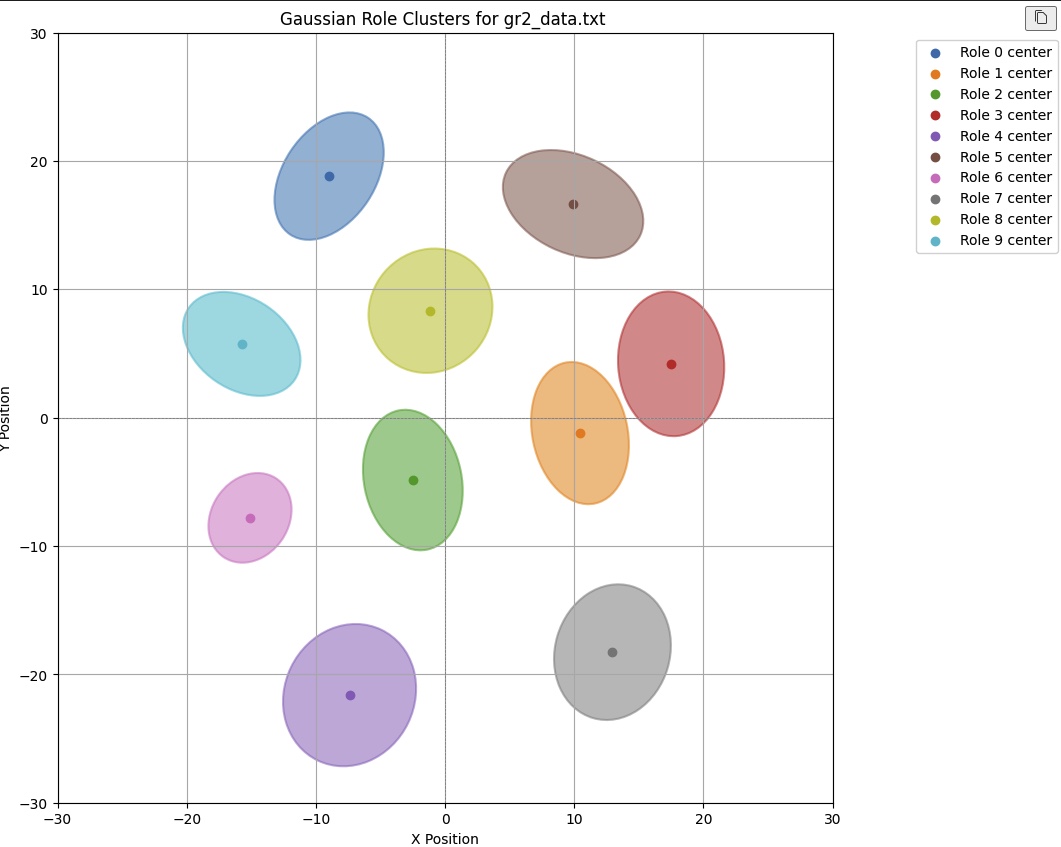 Gaussian Role Clusters for gr2_data.txt
30
20
10
0
−10
−20
−30
Y Position
−30 −20 −10 0 10 20 30
X Position
Role 0 center
Role 1 center
Role 2 center
Role 3 center
Role 4 center
Role 5 center
Role 6 center
Role 7 center
Role 8 center
Role 9 center